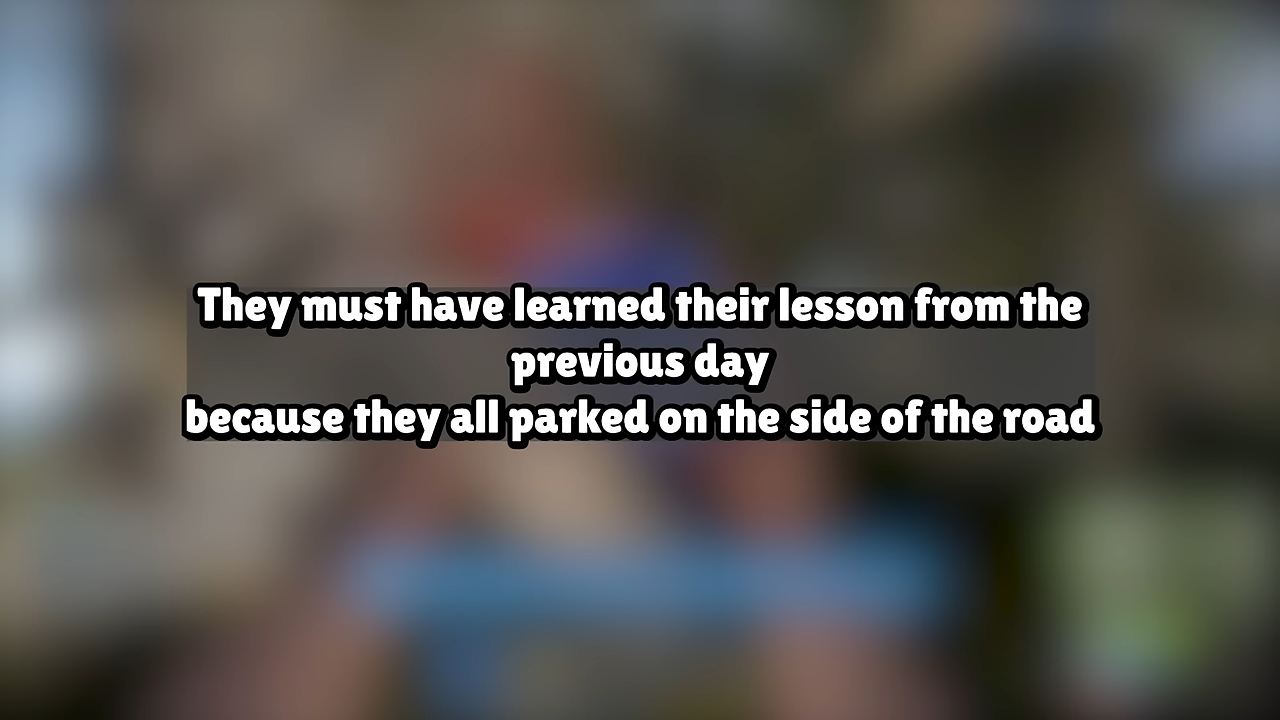 They must have learned their lesson from the
previous day
because they all parked on the side of the road